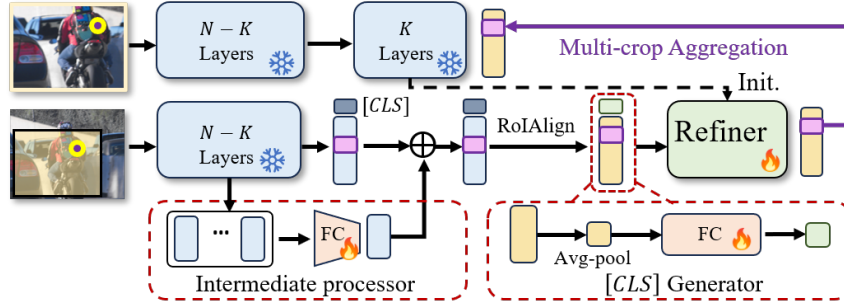 N − K
Layers
K
Layers
Multi-crop Aggregation
Init.
N − K
Layers
[CLS]
RoIAlign
Refiner
...
FC
Intermediate processor
Avg-pool
FC
[CLS] Generator